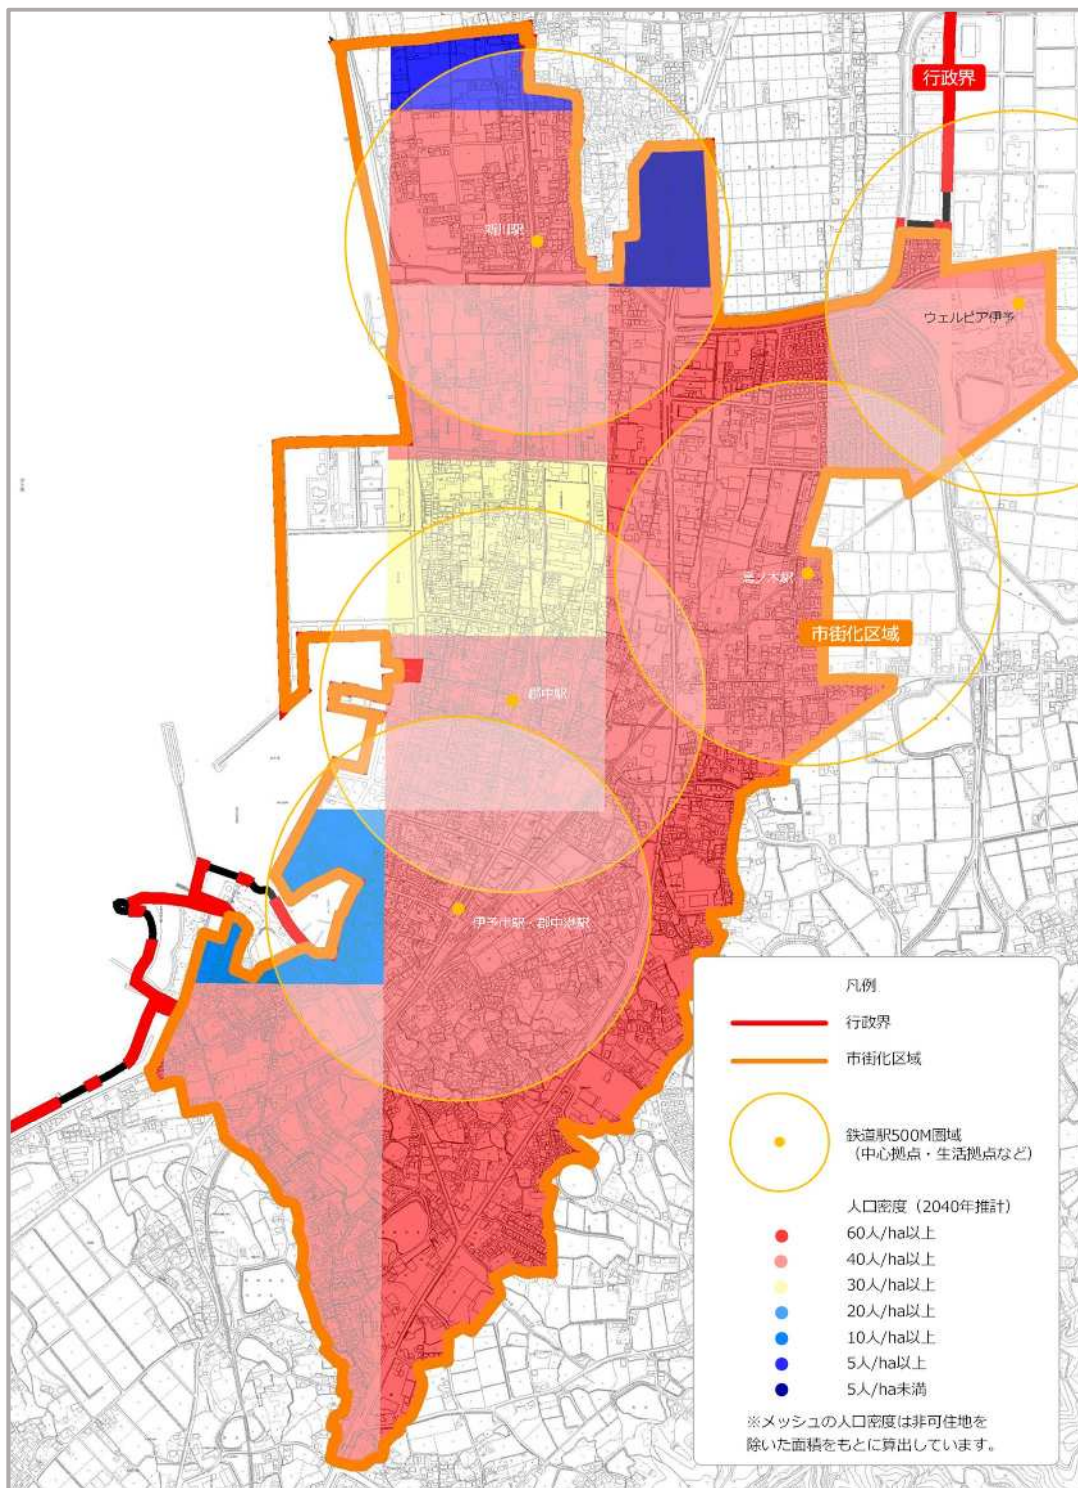 行政界
新川駅
ウェルピア伊予
鳥ノ木駅
市街化区域
郡中駅
伊予市駅・郡中港駅
凡例
行政界
市街化区域
鉄道駅500M圏域
（中心拠点・生活拠点など）
人口密度（2040年推計）
60人/ha以上
40人/ha以上
30人/ha以上
20人/ha以上
10人/ha以上
5人/ha以上
5人/ha未満
※メッシュの人口密度は非可住地を
除いた面積をもとに算出しています。